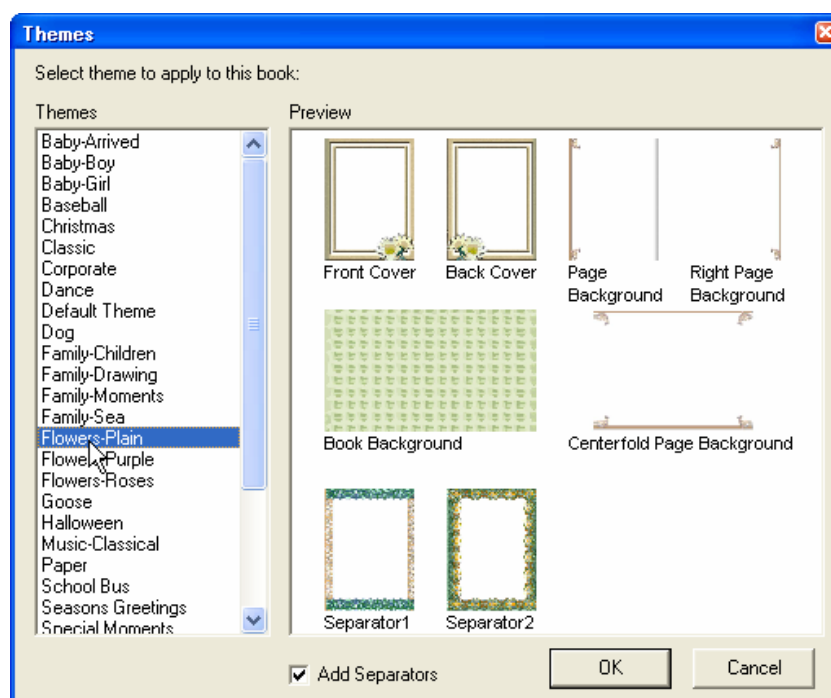 Themes
Select theme to apply to this book:
Themes
Baby-Arrived
Baby-Boy
Baby-Girl
Baseball
Christmas
Classic
Corporate
Dance
Default Theme
Dog
Family-Children
Family-Drawing
Family-Moments
Family-Sea
Flowers-Plain
Flowers-Purple
Flowers-Roses
Goose
Halloween
Music-Classical
Paper
School Bus
Seasons Greetings
Special Moments
Preview
Front Cover
Back Cover
Page
Background
Right Page
Background
Book Background
Centerfold Page Background
Separator1
Separator2
Add Separators
OK
Cancel